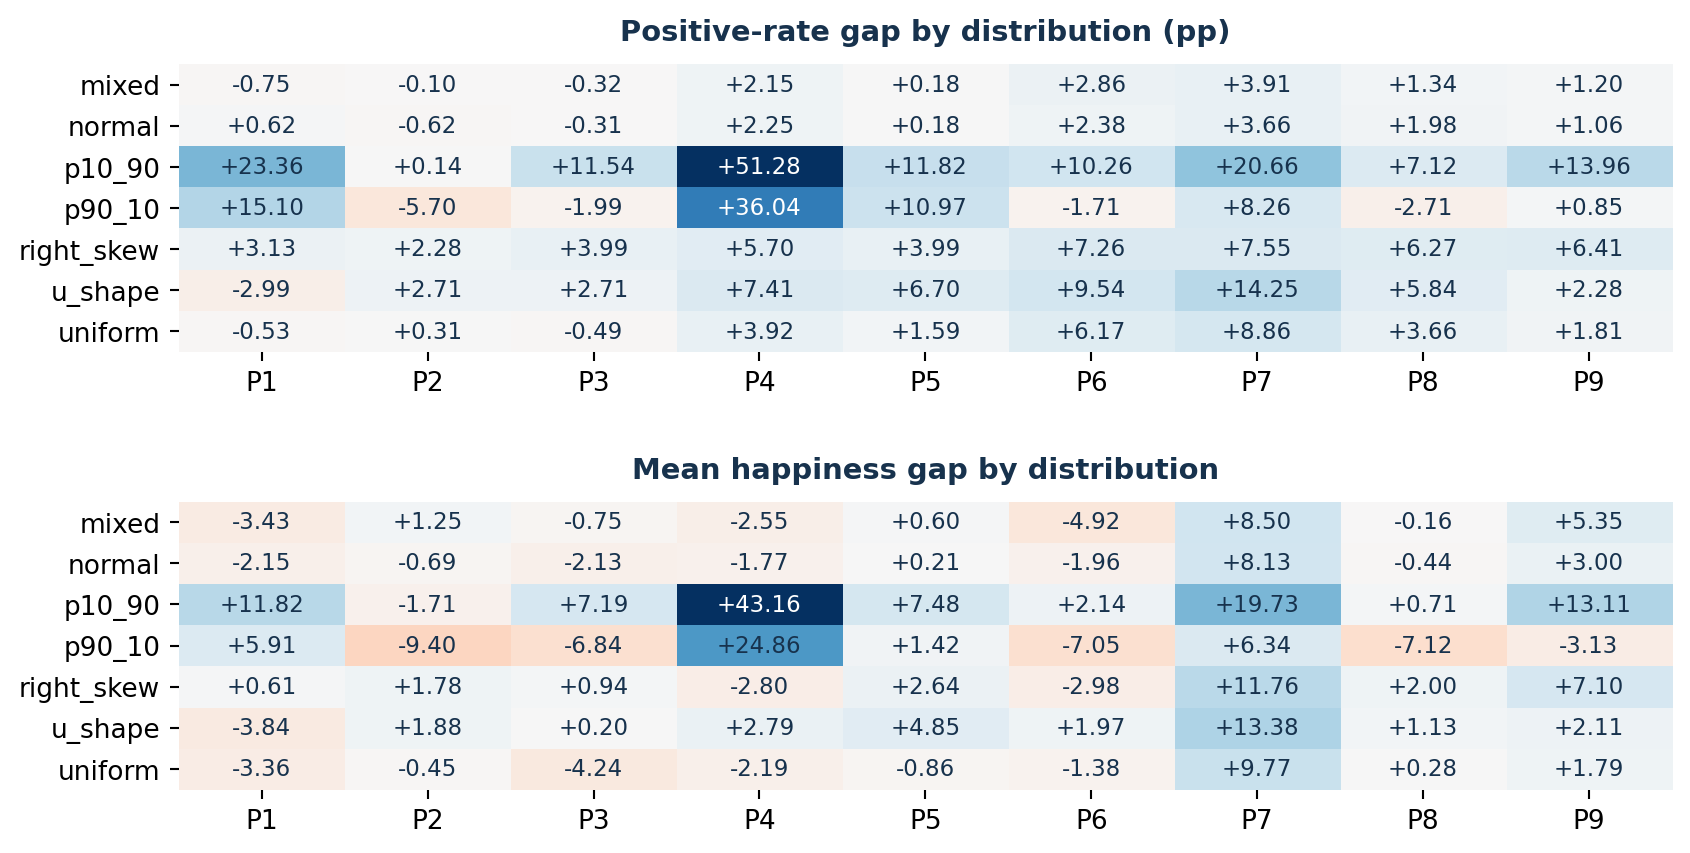 Positive-rate gap by distribution (pp)
mixed -0.75 -0.10 -0.32 +2.15 +0.18 +2.86 +3.91 +1.34 +1.20
normal +0.62 -0.62 -0.31 +2.25 +0.18 +2.38 +3.66 +1.98 +1.06
p10_90 +23.36 +0.14 +11.54 +51.28 +11.82 +10.26 +20.66 +7.12 +13.96
p90_10 +15.10 -5.70 -1.99 +36.04 +10.97 -1.71 +8.26 -2.71 +0.85
right_skew +3.13 +2.28 +3.99 +5.70 +3.99 +7.26 +7.55 +6.27 +6.41
u_shape -2.99 +2.71 +2.71 +7.41 +6.70 +9.54 +14.25 +5.84 +2.28
uniform -0.53 +0.31 -0.49 +3.92 +1.59 +6.17 +8.86 +3.66 +1.81
P1 P2 P3 P4 P5 P6 P7 P8 P9
Mean happiness gap by distribution
mixed -3.43 +1.25 -0.75 -2.55 +0.60 -4.92 +8.50 -0.16 +5.35
normal -2.15 -0.69 -2.13 -1.77 +0.21 -1.96 +8.13 -0.44 +3.00
p10_90 +11.82 -1.71 +7.19 +43.16 +7.48 +2.14 +19.73 +0.71 +13.11
p90_10 +5.91 -9.40 -6.84 +24.86 +1.42 -7.05 +6.34 -7.12 -3.13
right_skew +0.61 +1.78 +0.94 -2.80 +2.64 -2.98 +11.76 +2.00 +7.10
u_shape -3.84 +1.88 +0.20 +2.79 +4.85 +1.97 +13.38 +1.13 +2.11
uniform -3.36 -0.45 -4.24 -2.19 -0.86 -1.38 +9.77 +0.28 +1.79
P1 P2 P3 P4 P5 P6 P7 P8 P9